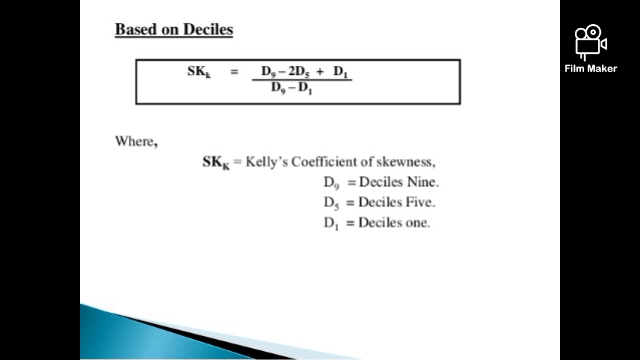 Based on Deciles
SKₖ = D₉ – 2D₅ + D₁
D₉ – D₁
Where,
SK_K = Kelly's Coefficient of skewness,
D₉ = Deciles Nine.
D₅ = Deciles Five.
D₁ = Deciles one.
Film Maker